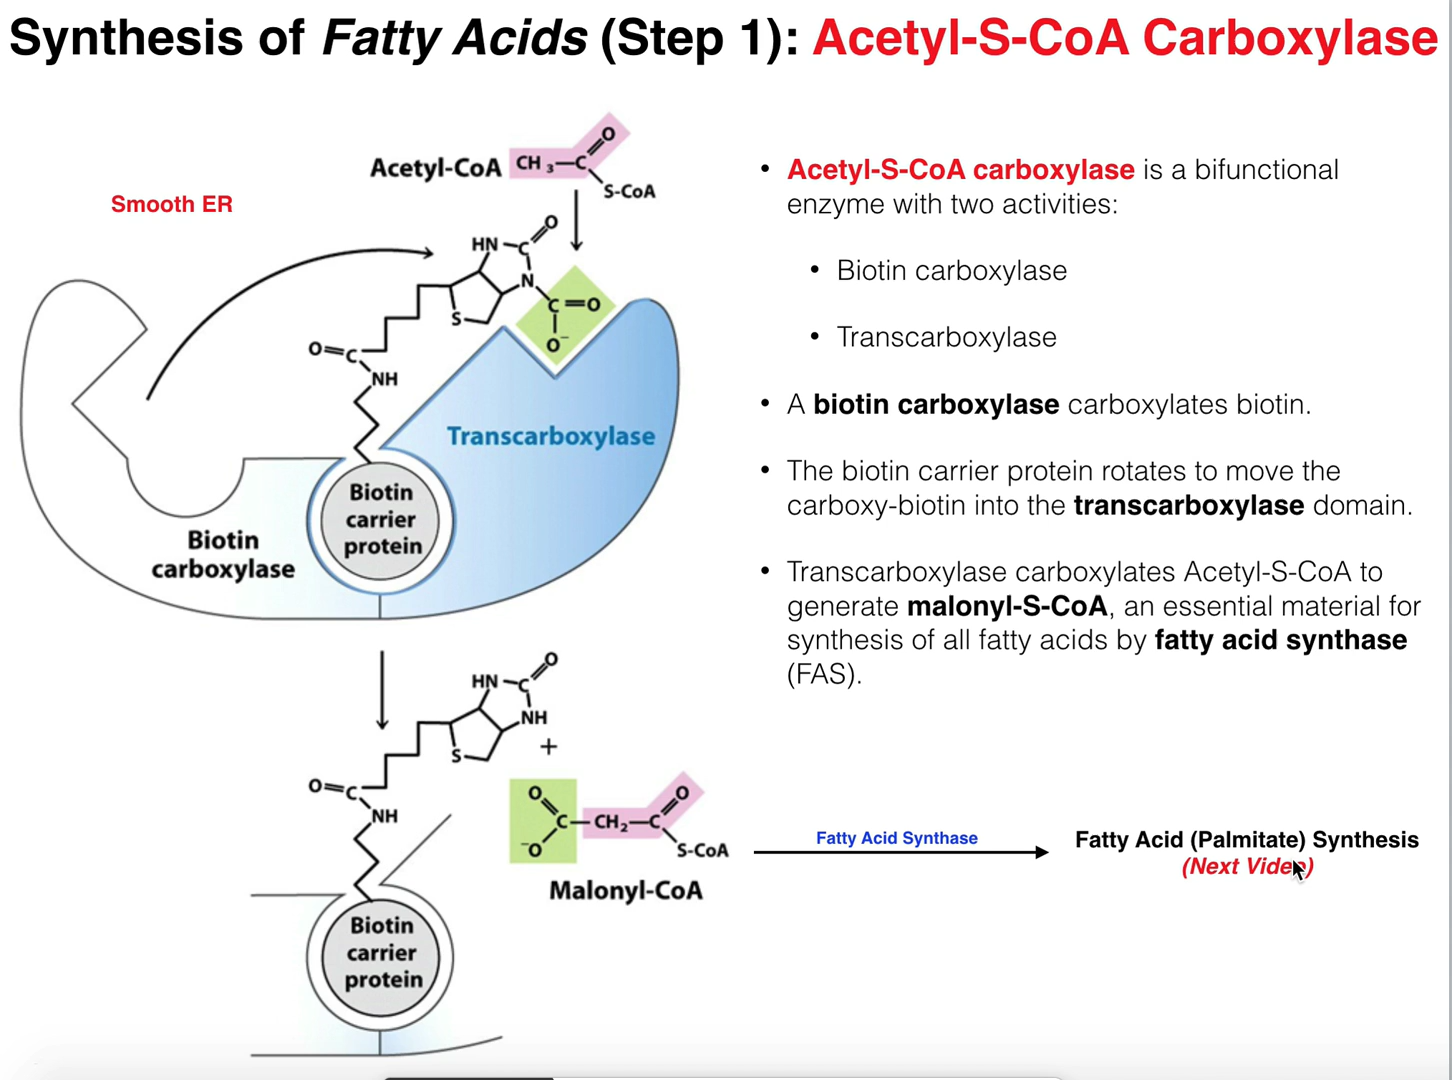 Synthesis of Fatty Acids (Step 1): Acetyl-S-CoA Carboxylase
Smooth ER
Acetyl-CoA
CH3—C
O
S-CoA
HN
C
O
N
C=O
O-
S
O=C
NH
Transcarboxylase
Biotin
carrier
protein
Biotin
carboxylase
HN
C
O
NH
S
+
O=C
NH
O
C—CH2—C
O
-O
S-CoA
Malonyl-CoA
Biotin
carrier
protein
• Acetyl-S-CoA carboxylase is a bifunctional
enzyme with two activities:
• Biotin carboxylase
• Transcarboxylase
• A biotin carboxylase carboxylates biotin.
• The biotin carrier protein rotates to move the
carboxy-biotin into the transcarboxylase domain.
• Transcarboxylase carboxylates Acetyl-S-CoA to
generate malonyl-S-CoA, an essential material for
synthesis of all fatty acids by fatty acid synthase
(FAS).
Fatty Acid Synthase
Fatty Acid (Palmitate) Synthesis
(Next Video)